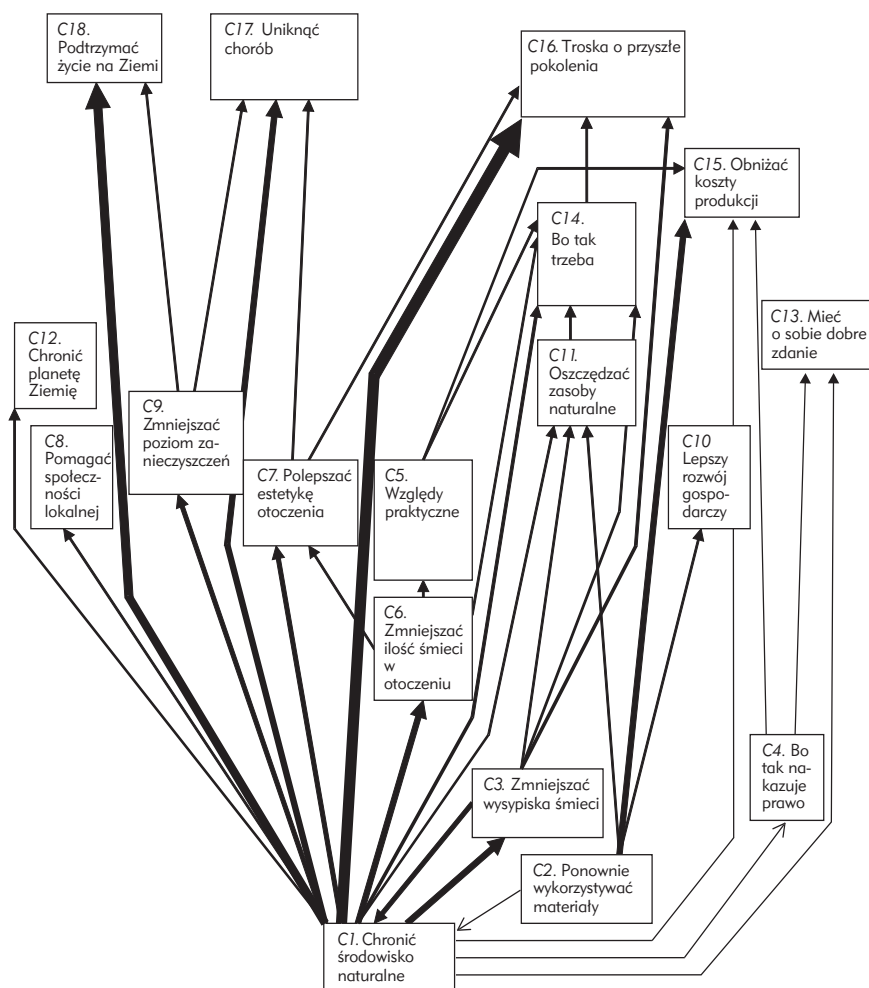 C18.
Podtrzymać
życie na Ziemi
C17. Uniknąć
chorób
C16. Troska o przyszłe
pokolenia
C15. Obniżać
koszty
produkcji
C14.
Bo tak
trzeba
C13. Mieć
o sobie dobre
zdanie
C12.
Chronić
planetę
Ziemię
C11.
Oszczędzać
zasoby
naturalne
C9.
Zmniejszać
poziom za-
nieczyszczeń
C8.
Pomagać
społecz-
ności
lokalnej
C7. Polepszać
estetykę
otoczenia
C5.
Względy
praktyczne
C10
Lepszy
rozwój
gospo-
darczy
C6.
Zmniejszać
ilość śmieci
w
otoczeniu
C4. Bo
tak na-
kazuje
prawo
C3. Zmniejszać
wysypiska śmieci
C2. Ponownie
wykorzystywać
materiały
C1. Chronić
środowisko
naturalne